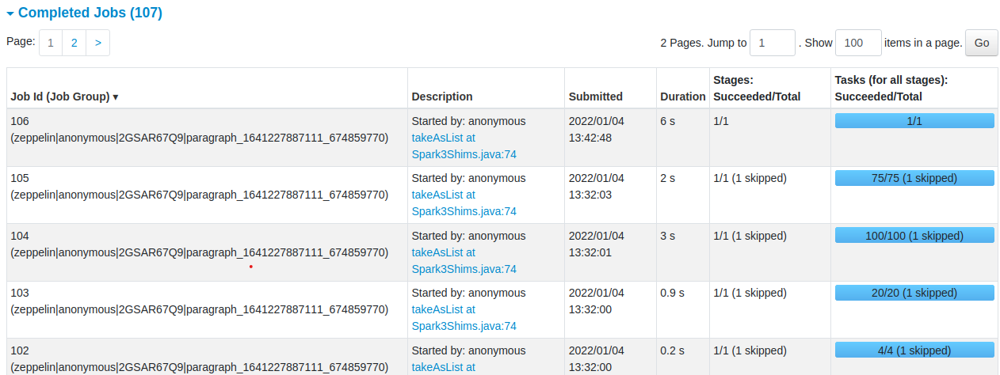 Completed Jobs (107)
Page: 1 2 >
2 Pages. Jump to 1 . Show 100 items in a page. Go
Job Id (Job Group) ▾ Description Submitted Duration Stages: Succeeded/Total Tasks (for all stages): Succeeded/Total
106 Started by: anonymous 2022/01/04 6 s 1/1 1/1
(zeppelin|anonymous|2GSAR67Q9|paragraph_1641227887111_674859770) takeAsList at 13:42:48
Spark3Shims.java:74
105 Started by: anonymous 2022/01/04 2 s 1/1 (1 skipped) 75/75 (1 skipped)
(zeppelin|anonymous|2GSAR67Q9|paragraph_1641227887111_674859770) takeAsList at 13:32:03
Spark3Shims.java:74
104 Started by: anonymous 2022/01/04 3 s 1/1 (1 skipped) 100/100 (1 skipped)
(zeppelin|anonymous|2GSAR67Q9|paragraph_1641227887111_674859770) takeAsList at 13:32:01
Spark3Shims.java:74
103 Started by: anonymous 2022/01/04 0.9 s 1/1 (1 skipped) 20/20 (1 skipped)
(zeppelin|anonymous|2GSAR67Q9|paragraph_1641227887111_674859770) takeAsList at 13:32:00
Spark3Shims.java:74
102 Started by: anonymous 2022/01/04 0.2 s 1/1 (1 skipped) 4/4 (1 skipped)
(zeppelin|anonymous|2GSAR67Q9|paragraph_1641227887111_674859770) takeAsList at 13:32:00